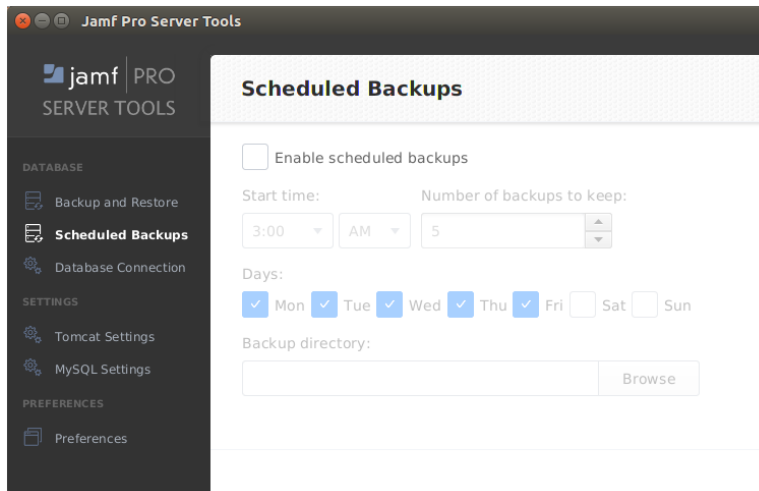 Jamf Pro Server Tools
jamf PRO
SERVER TOOLS
DATABASE
Backup and Restore
Scheduled Backups
Database Connection
SETTINGS
Tomcat Settings
MySQL Settings
PREFERENCES
Preferences
Scheduled Backups
Enable scheduled backups
Start time: Number of backups to keep:
3:00 AM 5
Days:
Mon Tue Wed Thu Fri Sat Sun
Backup directory:
Browse